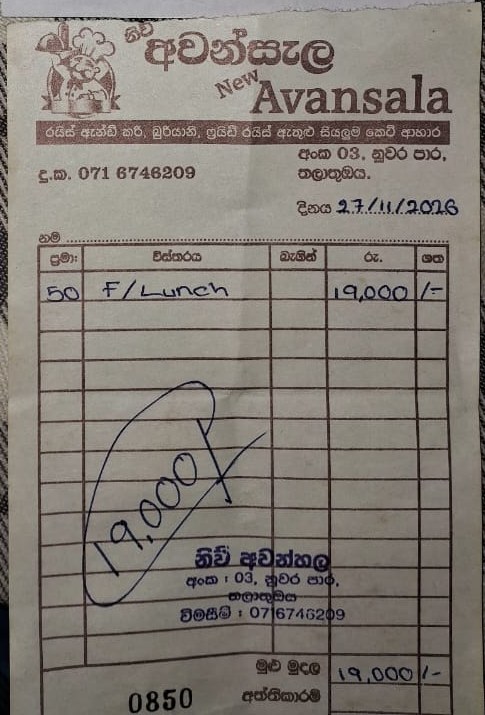 නිව්
අවන්සැල
New Avansala
රයිස් ඇන්ඩ් කරි, බුරියානි, ෆ්‍රයිඩ් රයිස් ඇතුළු සියලුම කෙටි ආහාර
අංක 03, නුවර පාර,
දු.ක. 071 6746209 තලාතුඔය.
දිනය 27/11/2026
නම
ප්‍රමා: විස්තරය බැගින් රු. ශත
50 F/Lunch 19,000 /-
19,000/-
නිව් අවන්හල
අංක : 03, නුවර පාර,
තලාතුඔය
විමසීම් : 0716746209
මුළු මුදල 19,000 /-
0850 අත්තිකාරම්